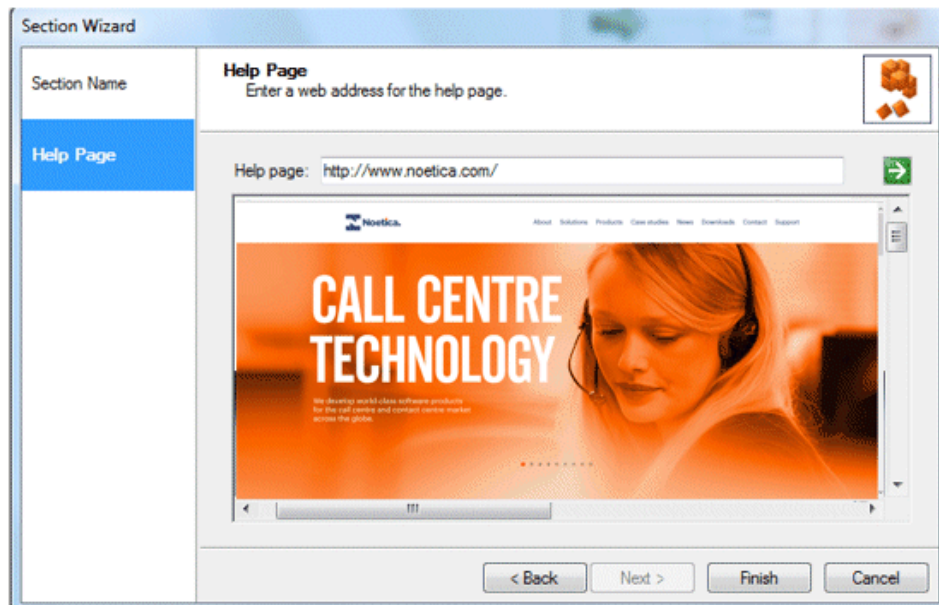 Section Wizard
Section Name
Help Page
Help Page
Enter a web address for the help page.
Help page: http://www.noetica.com/
Noetica.
About Solutions Products Case studies News Downloads Contact Support
CALL CENTRE
TECHNOLOGY
We develop world-class software products
for the call centre and contact centre market
across the globe.
< Back Next > Finish Cancel